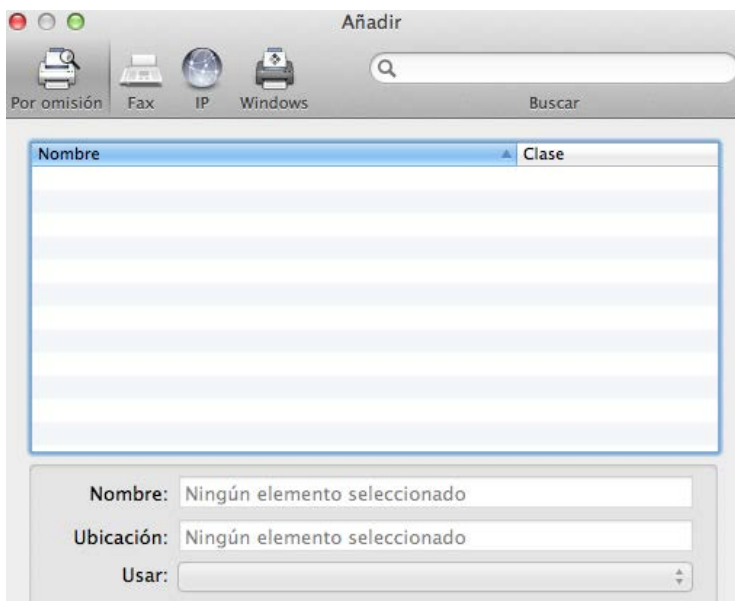 Añadir
Por omisión Fax IP Windows Buscar
Nombre Clase
Nombre: Ningún elemento seleccionado
Ubicación: Ningún elemento seleccionado
Usar: